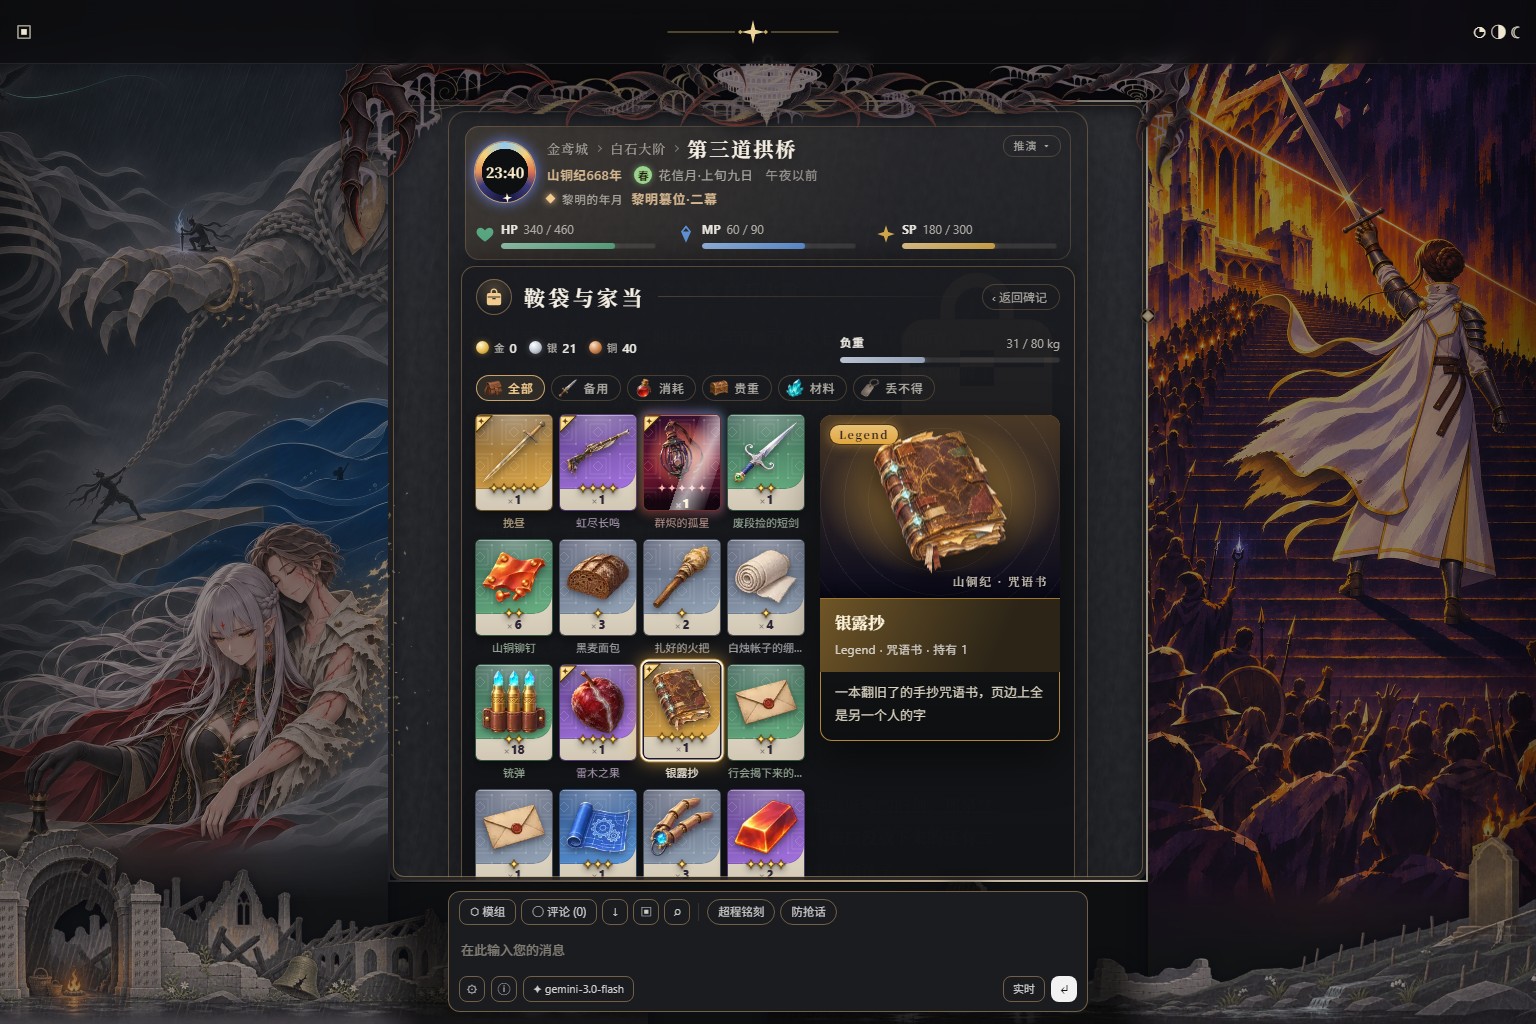 金鸢城 › 白石大阶 › 第三道拱桥
推演
23:40
山铜纪668年 春 花信月·上旬九日 午夜以前
黎明的年月 黎明篡位·二幕
HP 340 / 460 MP 60 / 90 SP 180 / 300
鞍袋与家当
‹ 返回碑记
金 0 银 21 铜 40
负重 31 / 80 kg
全部 备用 消耗 贵重 材料 丢不得
×1 ×1 ×1 ×1
挽昼 虹尽长鸣 群烬的孤星 废段捡的短剑
×6 ×3 ×2 ×4
山铜铆钉 黑麦面包 扎好的火把 白烛帐子的绷...
×18 ×1 ×1 ×1
铳弹 雷木之果 银露抄 行会揭下来的...
×1 ×1 ×3 ×2
Legend
山铜纪 · 咒语书
银露抄
Legend · 咒语书 · 持有 1
一本翻旧了的手抄咒语书，页边上全
是另一个人的字
模组 评论 (0) 超程铭刻 防抢话
在此输入您的消息
gemini-3.0-flash 实时